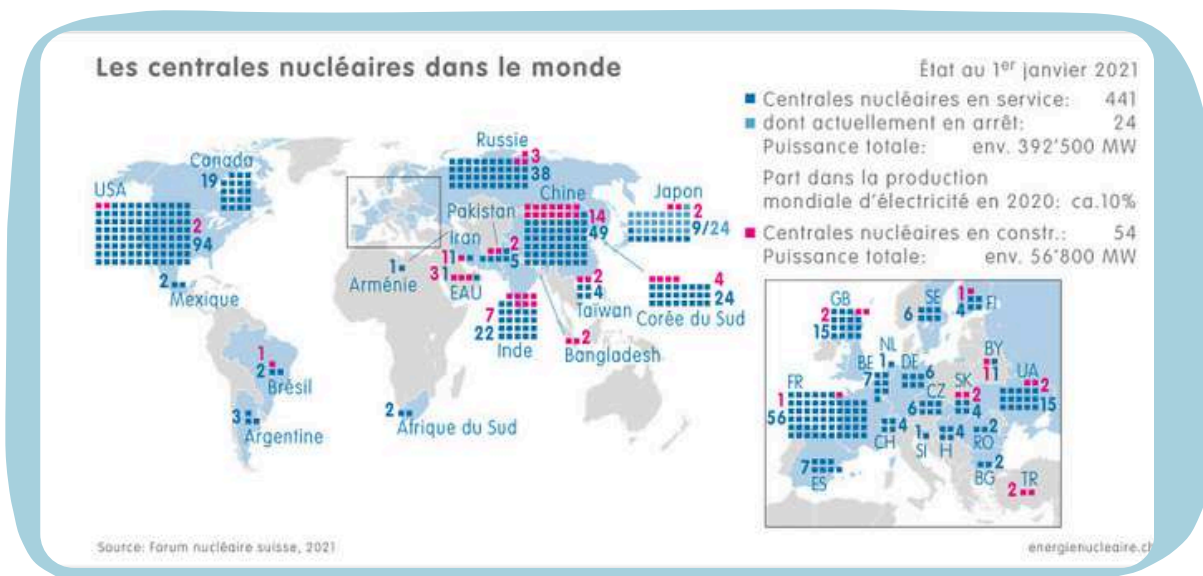 Les centrales nucléaires dans le monde
État au 1er janvier 2021
Centrales nucléaires en service: 441
dont actuellement en arrêt: 24
Puissance totale: env. 392'500 MW
Part dans la production
mondiale d'électricité en 2020: ca.10%
Centrales nucléaires en constr.: 54
Puissance totale: env. 56'800 MW
Canada
19
USA
2
94
2
Mexique
1
2
Brésil
3
Argentine
Russie
3
38
Chine
14
49
Japon
2
9/24
Pakistan
2
5
Iran
1 1
1
Arménie
3 1
EAU
7
22
Inde
2
Bangladesh
2
4
Taïwan
4
24
Corée du Sud
2
Afrique du Sud
GB
2
15
SE
6
1
4
FI
NL
1
BE
7
DE
6
BY
1 1
UA
2
15
FR
1
56
CZ
6
SK
2
4
CH
4
1
SI
4
H
2
RO
2
BG
TR
2
7
ES
Source: Forum nucléaire suisse, 2021
energienucleaire.ch